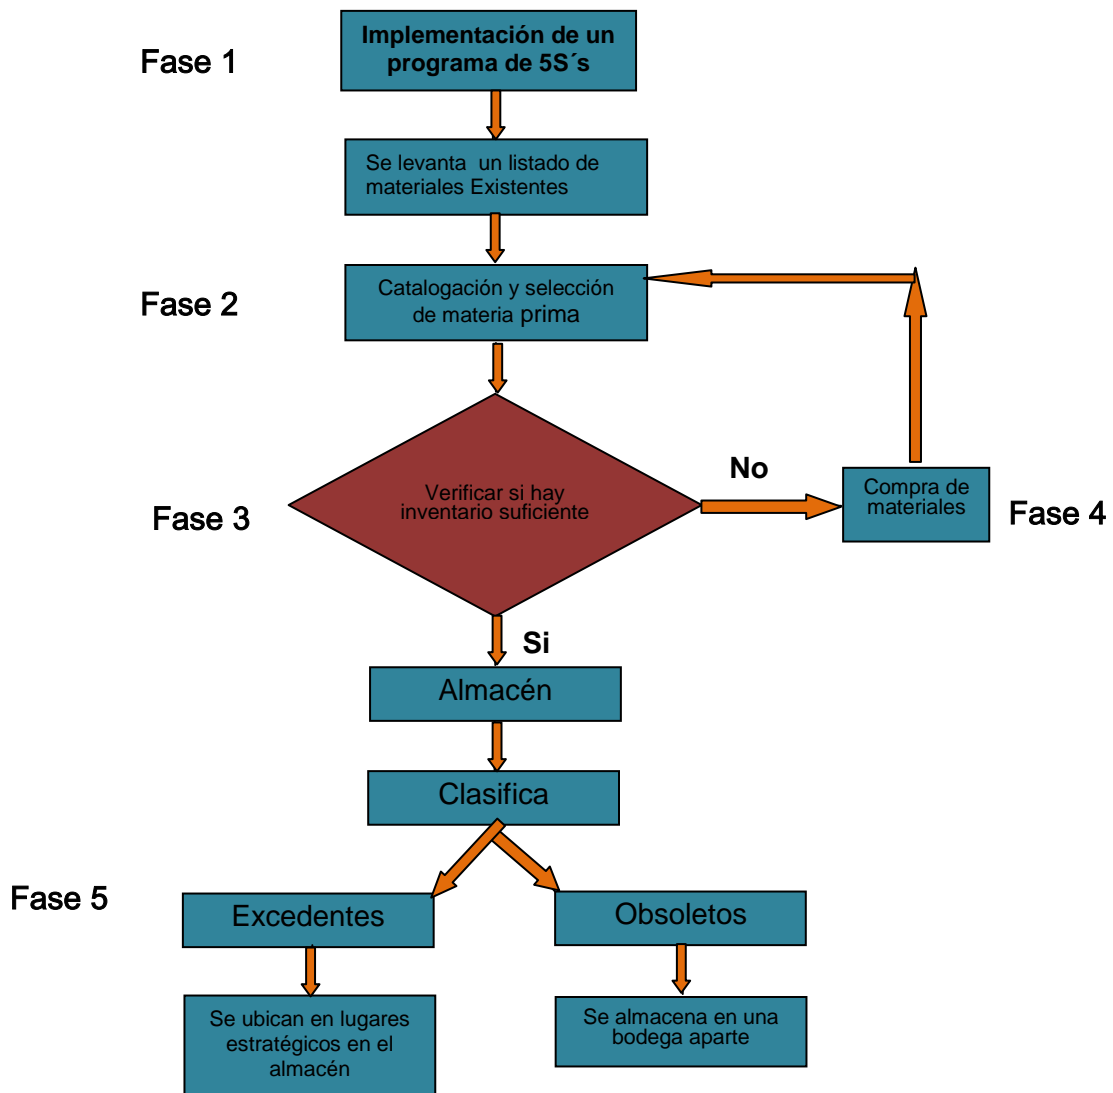 Fase 1
Implementación de un
programa de 5S´s
Se levanta un listado de
materiales Existentes
Fase 2
Catalogación y selección
de materia prima
Fase 3
Verificar si hay
inventario suficiente
No
Compra de
materiales
Fase 4
Si
Almacén
Clasifica
Fase 5
Excedentes
Obsoletos
Se ubican en lugares
estratégicos en el
almacén
Se almacena en una
bodega aparte